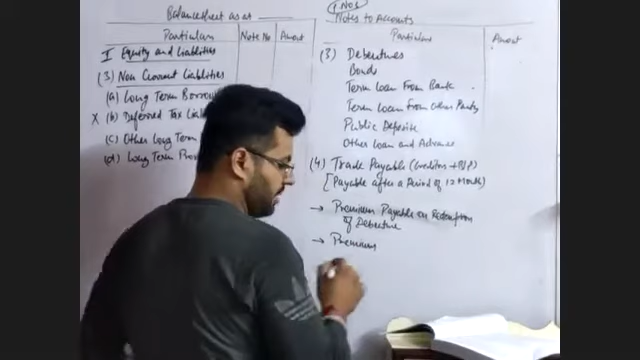 Balance Sheet as at
Particulars Note No Amount
I Equity and Liabilities
(3) Non Current Liabilities
(a) Long Term Borrow
X (b) Deferred Tax Liabi
(c) Other Long Term
(d) Long Term Prov
Notes to Accounts
Particulars Amount
(3) Debentures
Bonds
Term Loan From Bank
Term Loan From Other Party
Public Deposits
Other Loan and Advance
(4) Trade Payable (Creditors + B/P)
[Payable after a Period of 12 Month)
→ Premium Payable on Redemption
of Debenture
→ Premium